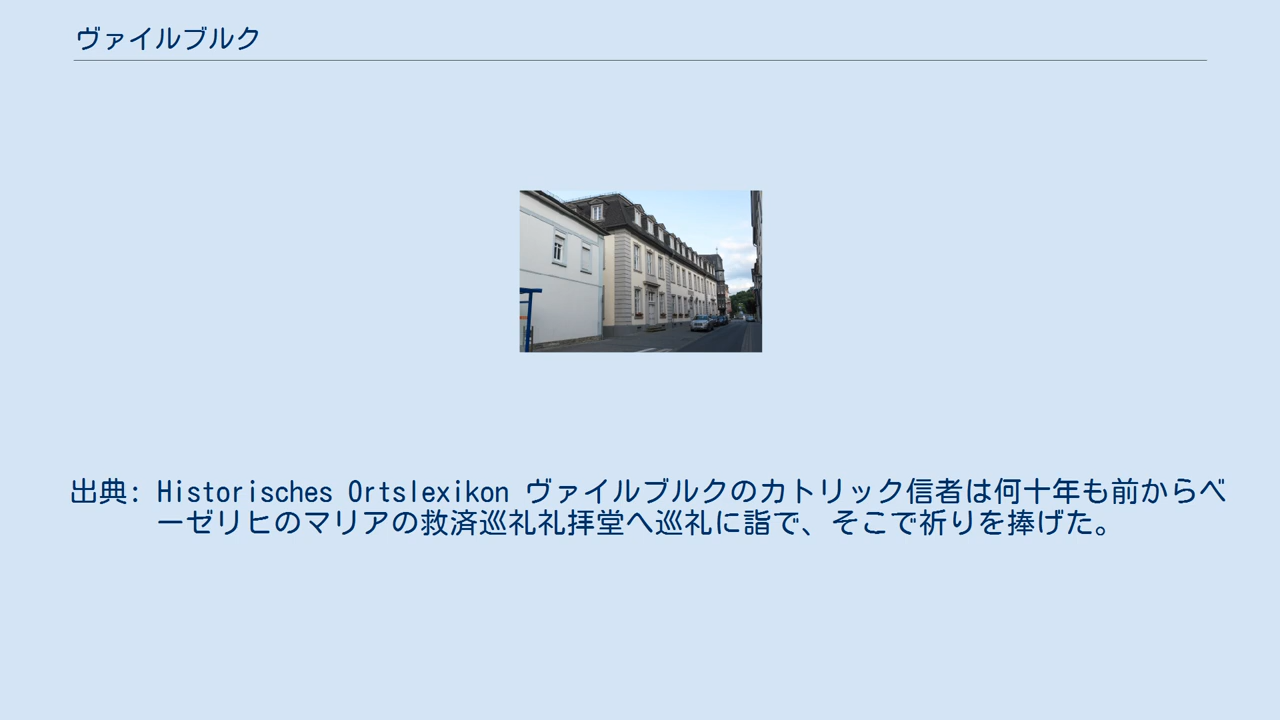 ヴァイルブルク
出典: Historisches Ortslexikon ヴァイルブルクのカトリック信者は何十年も前からベ
ーゼリヒのマリアの救済巡礼礼拝堂へ巡礼に詣で、そこで祈りを捧げた。